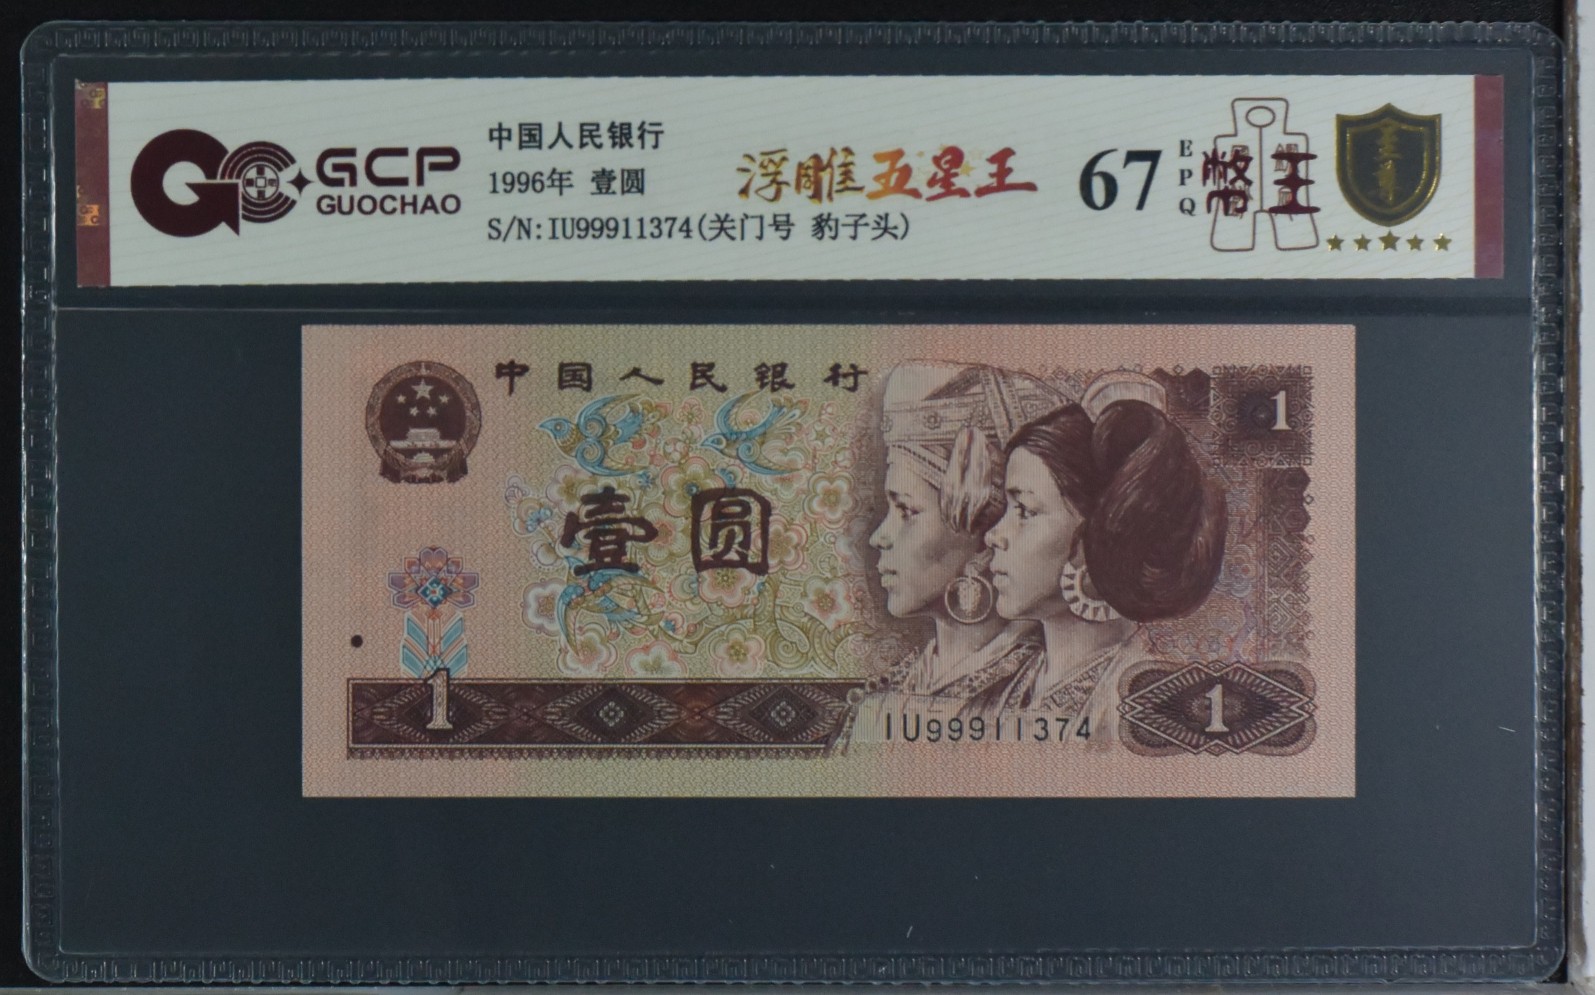 GCP
GUOCHAO
中国人民银行
1996年 壹圆
S/N:IU99911374(关门号 豹子头)
浮雕五星王
67
EPQ
至尊
中国人民银行
1
壹圆
1
IU99911374
1